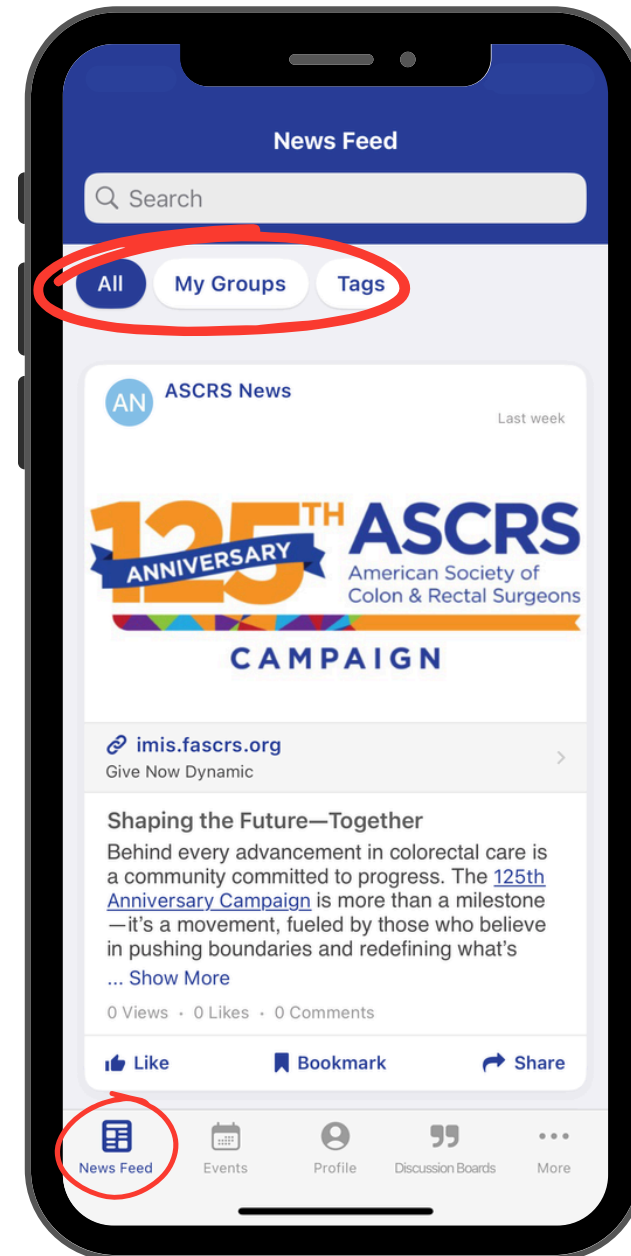 News Feed
Search
All My Groups Tags
AN ASCRS News
Last week
125TH ASCRS
ANNIVERSARY
American Society of
Colon & Rectal Surgeons
CAMPAIGN
imis.fascrs.org
Give Now Dynamic
Shaping the Future—Together
Behind every advancement in colorectal care is
a community committed to progress. The 125th
Anniversary Campaign is more than a milestone
—it's a movement, fueled by those who believe
in pushing boundaries and redefining what's
... Show More
0 Views · 0 Likes · 0 Comments
Like Bookmark Share
News Feed Events Profile Discussion Boards More